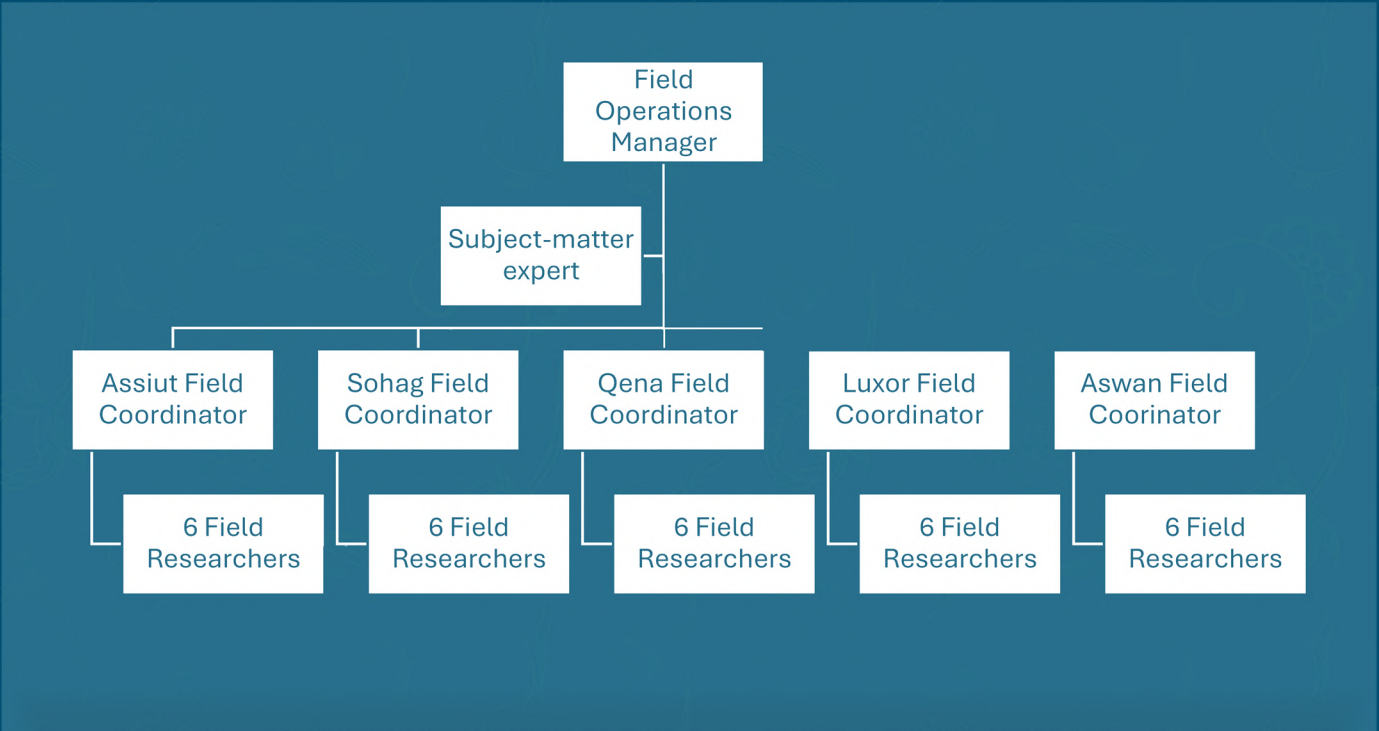 Field
Operations
Manager
Subject-matter
expert
Assiut Field
Coordinator
Sohag Field
Coordinator
Qena Field
Coordinator
Luxor Field
Coordinator
Aswan Field
Coorinator
6 Field
Researchers
6 Field
Researchers
6 Field
Researchers
6 Field
Researchers
6 Field
Researchers